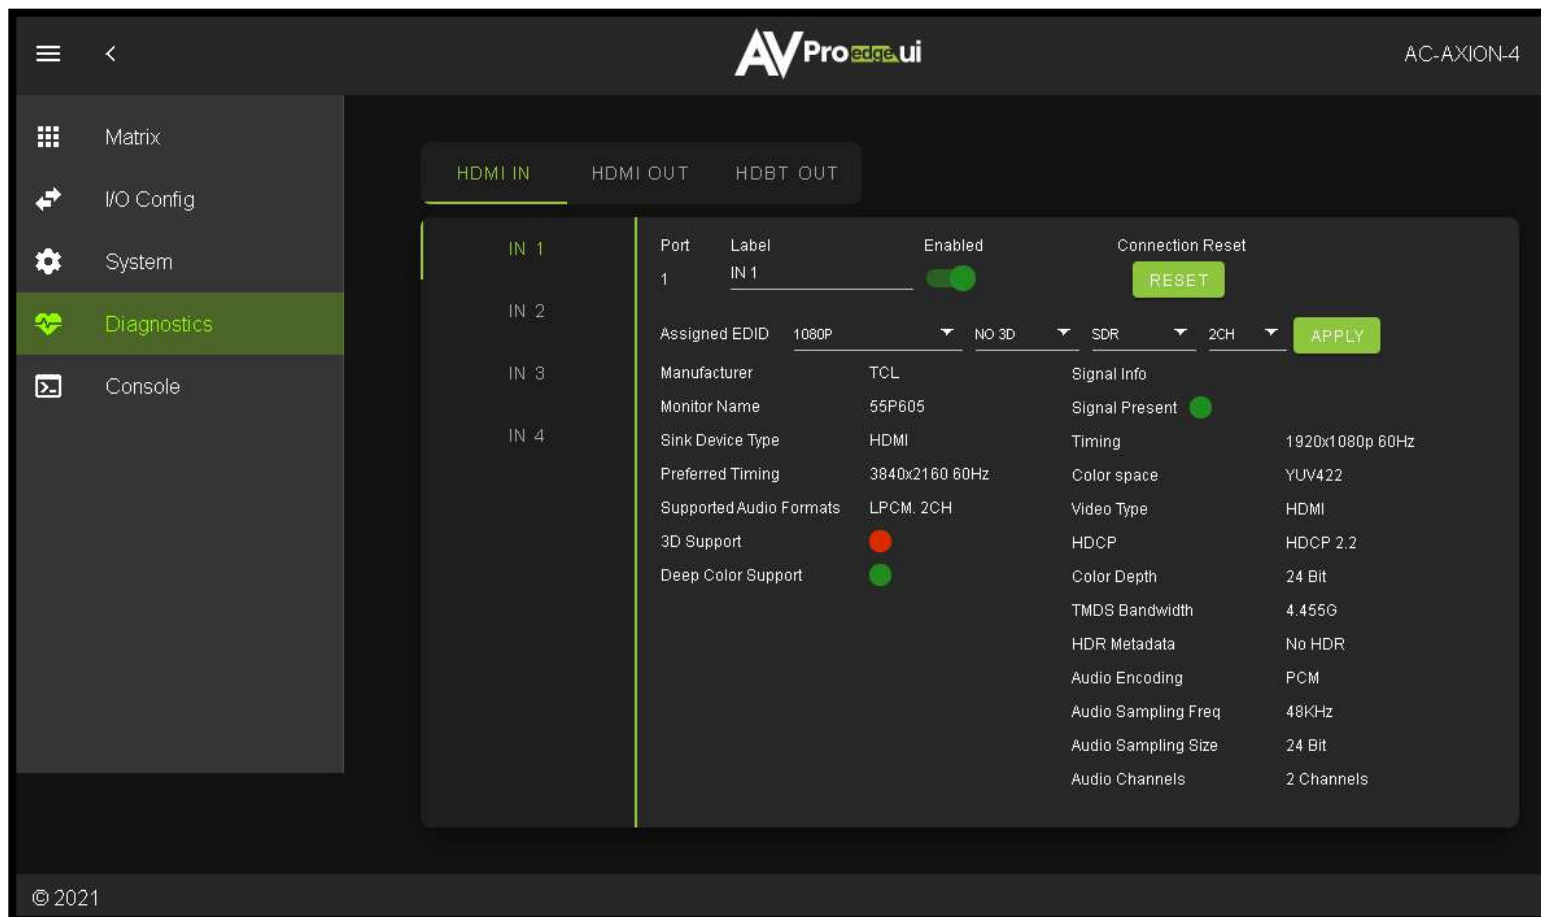 AVPro edge.ui
AC-AXION-4
Matrix
I/O Config
System
Diagnostics
Console
HDMI IN HDMI OUT HDBT OUT
IN 1
IN 2
IN 3
IN 4
Port Label Enabled Connection Reset
1 IN 1 RESET
Assigned EDID 1080P NO 3D SDR 2CH APPLY
Manufacturer TCL
Monitor Name 55P605
Sink Device Type HDMI
Preferred Timing 3840x2160 60Hz
Supported Audio Formats LPCM. 2CH
3D Support
Deep Color Support
Signal Info
Signal Present
Timing 1920x1080p 60Hz
Color space YUV422
Video Type HDMI
HDCP HDCP 2.2
Color Depth 24 Bit
TMDS Bandwidth 4.455G
HDR Metadata No HDR
Audio Encoding PCM
Audio Sampling Freq 48KHz
Audio Sampling Size 24 Bit
Audio Channels 2 Channels
© 2021